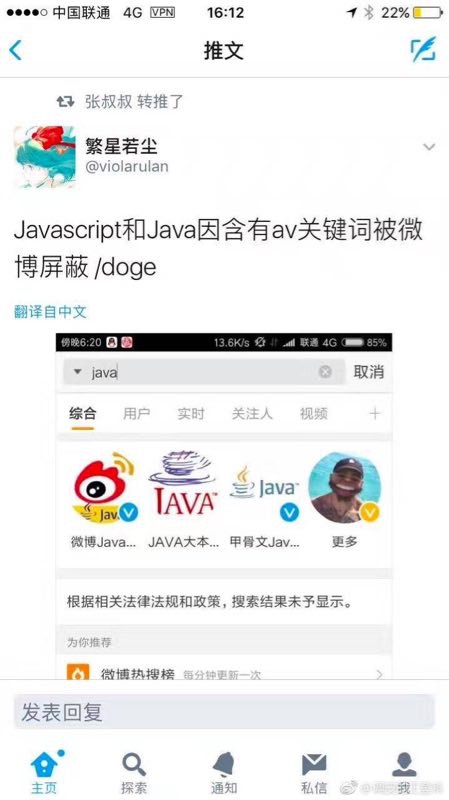 中国联通 4G VPN 16:12 22%
推文
张叔叔 转推了
繁星若尘
@violarulan
Javascript和Java因含有av关键词被微
博屏蔽 /doge
翻译自中文
傍晚6:20 13.6K/s 联通 4G 85%
java 取消
综合 用户 实时 关注人 视频
Java JAVA Java
微博Java... JAVA大本... 甲骨文Jav... 更多
根据相关法律法规和政策，搜索结果未予显示。
为你推荐
微博热搜榜 每分钟更新一次
发表回复
主页 探索 通知 私信 我